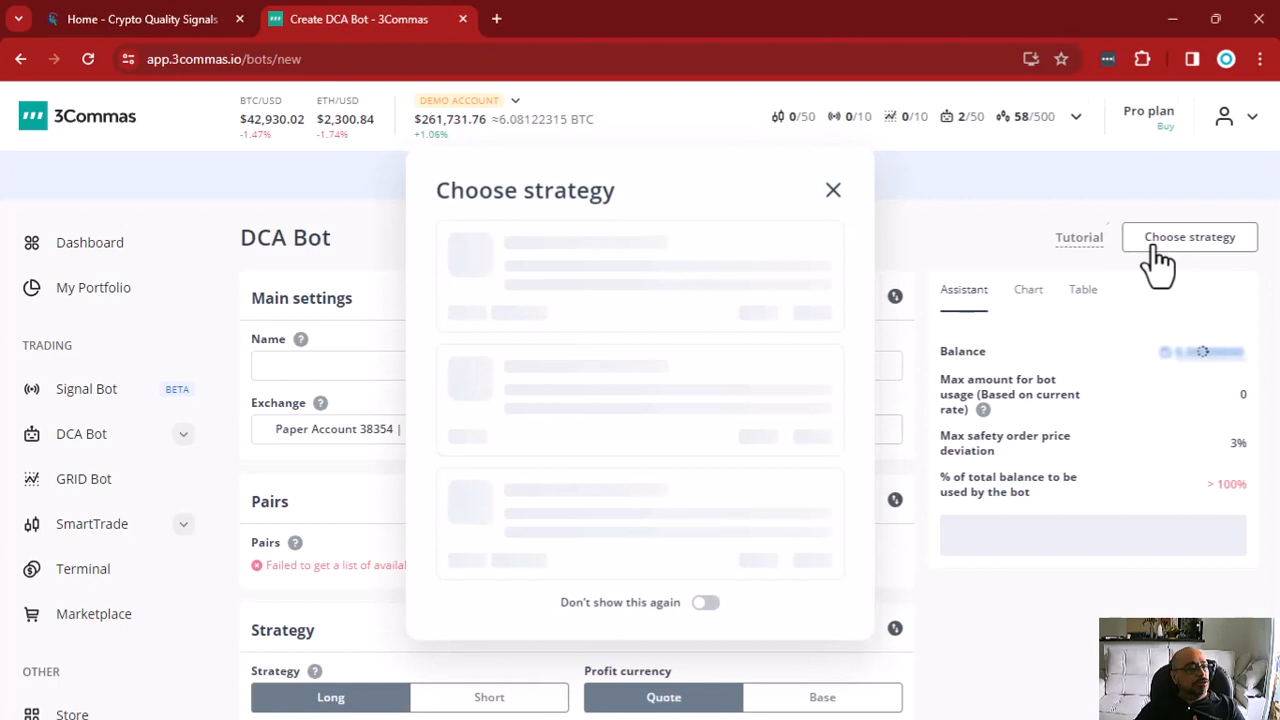 Home - Crypto Quality Signals
Create DCA Bot - 3Commas
app.3commas.io/bots/new
3Commas
BTC/USD
$42,930.02
-1.47%
ETH/USD
$2,300.84
-1.74%
DEMO ACCOUNT
$261,731.76 ≈6.08122315 BTC
+1.06%
0/50
0/10
0/10
2/50
58/500
Pro plan
Buy
Dashboard
My Portfolio
TRADING
Signal Bot BETA
DCA Bot
GRID Bot
SmartTrade
Terminal
Marketplace
OTHER
Store
DCA Bot
Tutorial
Choose strategy
Main settings
Name ?
Exchange ?
Paper Account 38354 |
Pairs
Pairs ?
Failed to get a list of availa
Strategy
Strategy ?
Long
Short
Profit currency
Quote
Base
Choose strategy
Don't show this again
Assistant
Chart
Table
Balance
Max amount for bot
usage (Based on current
rate) ?
0
Max safety order price
deviation
3%
% of total balance to be
used by the bot
> 100%